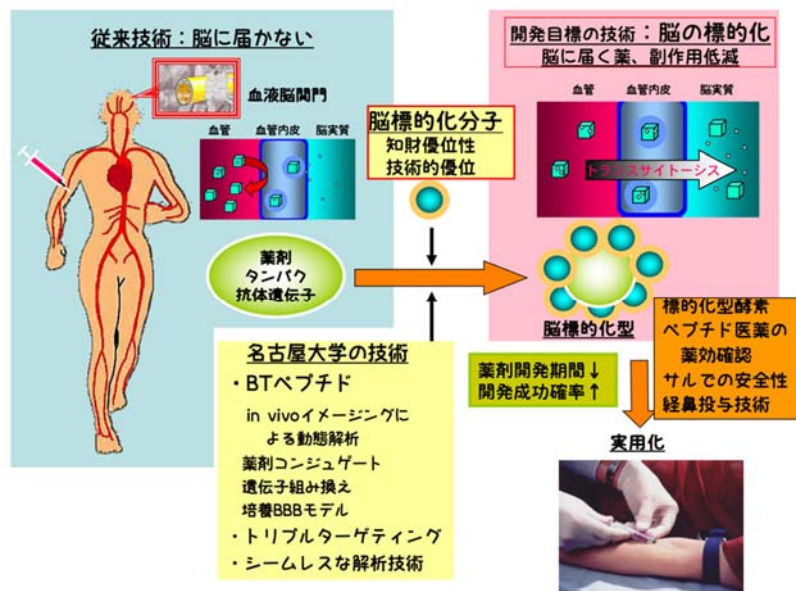 従来技術：脳に届かない
血液脳関門
血管
血管内皮
脳実質
薬剤
タンパク
抗体遺伝子
脳標的化分子
知財優位性
技術的優位
名古屋大学の技術
・BTペプチド
in vivoイメージングに
よる動態解析
薬剤コンジュゲート
遺伝子組み換え
培養BBBモデル
・トリプルターゲティング
・シームレスな解析技術
開発目標の技術：脳の標的化
脳に届く薬、副作用低減
血管
血管内皮
脳実質
トランスサイトーシス
脳標的化型
薬剤開発期間↓
開発成功確率↑
標的化型酵素
ペプチド医薬の
薬効確認
サルでの安全性
経鼻投与技術
実用化